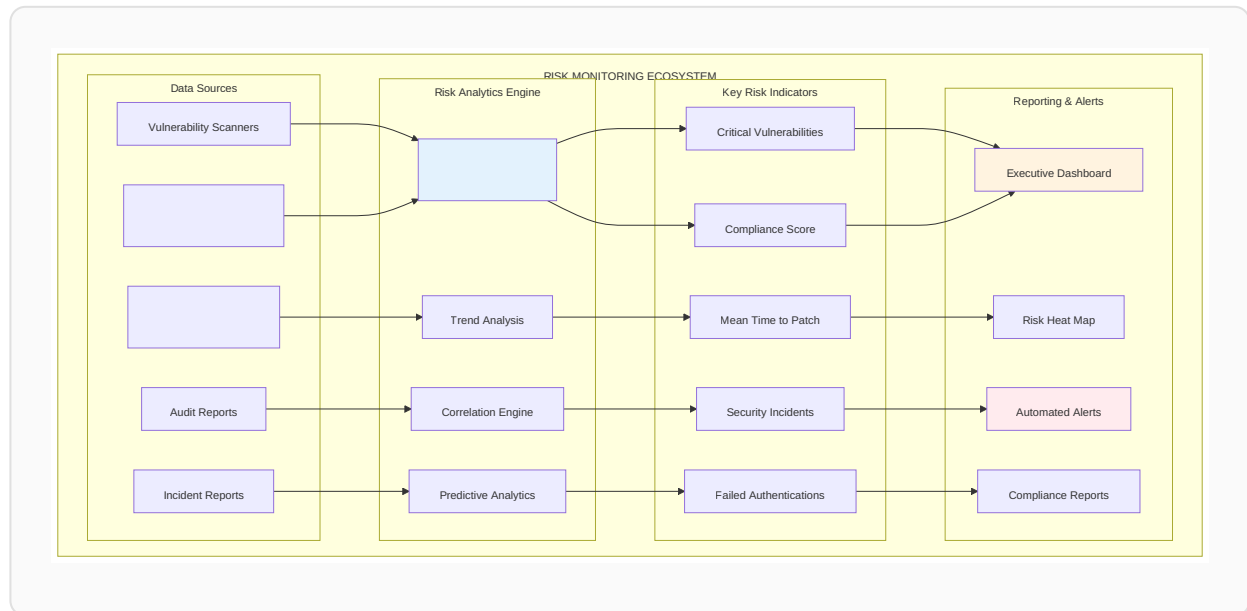 RISK MONITORING ECOSYSTEM
Data Sources
Vulnerability Scanners
Audit Reports
Incident Reports
Risk Analytics Engine
Trend Analysis
Correlation Engine
Predictive Analytics
Key Risk Indicators
Critical Vulnerabilities
Compliance Score
Mean Time to Patch
Security Incidents
Failed Authentications
Reporting & Alerts
Executive Dashboard
Risk Heat Map
Automated Alerts
Compliance Reports